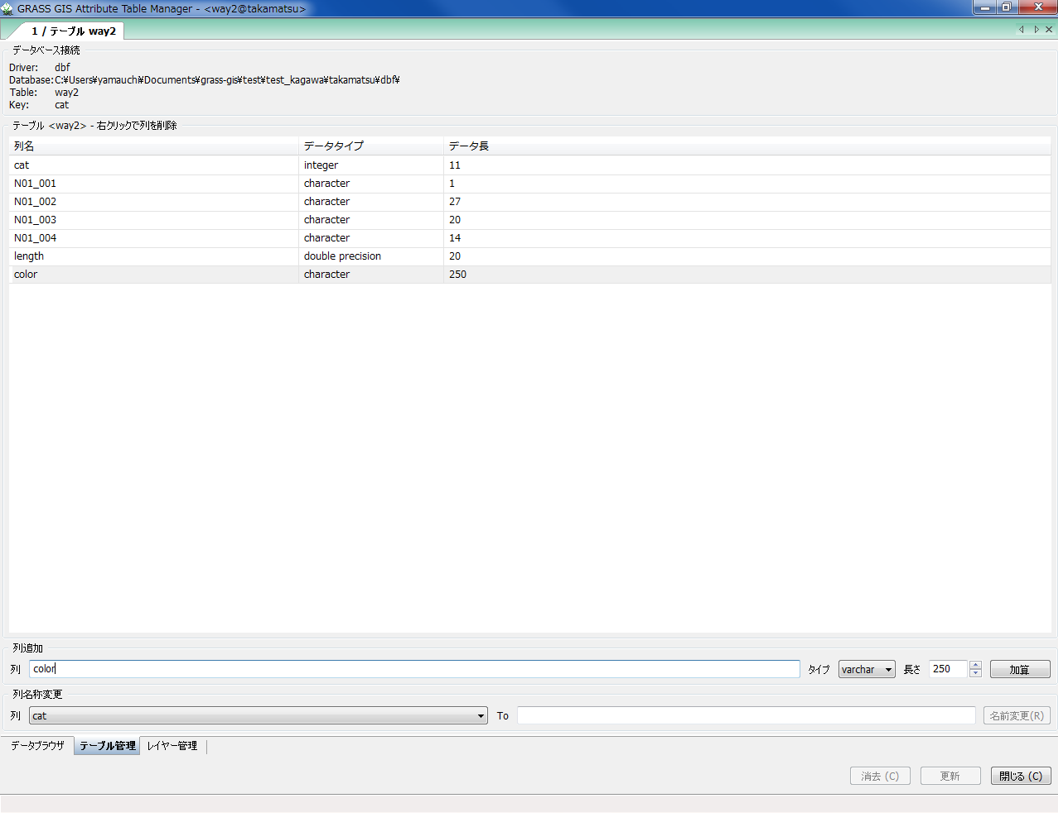 GRASS GIS Attribute Table Manager - <way2@takamatsu>
1 / テーブル way2
データベース接続
Driver: dbf
Database: C:¥Users¥yamauch¥Documents¥grass-gis¥test¥test_kagawa¥takamatsu¥dbf¥
Table: way2
Key: cat
テーブル <way2> - 右クリックで列を削除
列名 データタイプ データ長
cat integer 11
N01_001 character 1
N01_002 character 27
N01_003 character 20
N01_004 character 14
length double precision 20
color character 250
列追加
列 color タイプ varchar 長さ 250 加算
列名称変更
列 cat To 名前変更(R)
データブラウザ テーブル管理 レイヤー管理
消去 (C) 更新 閉じる (C)